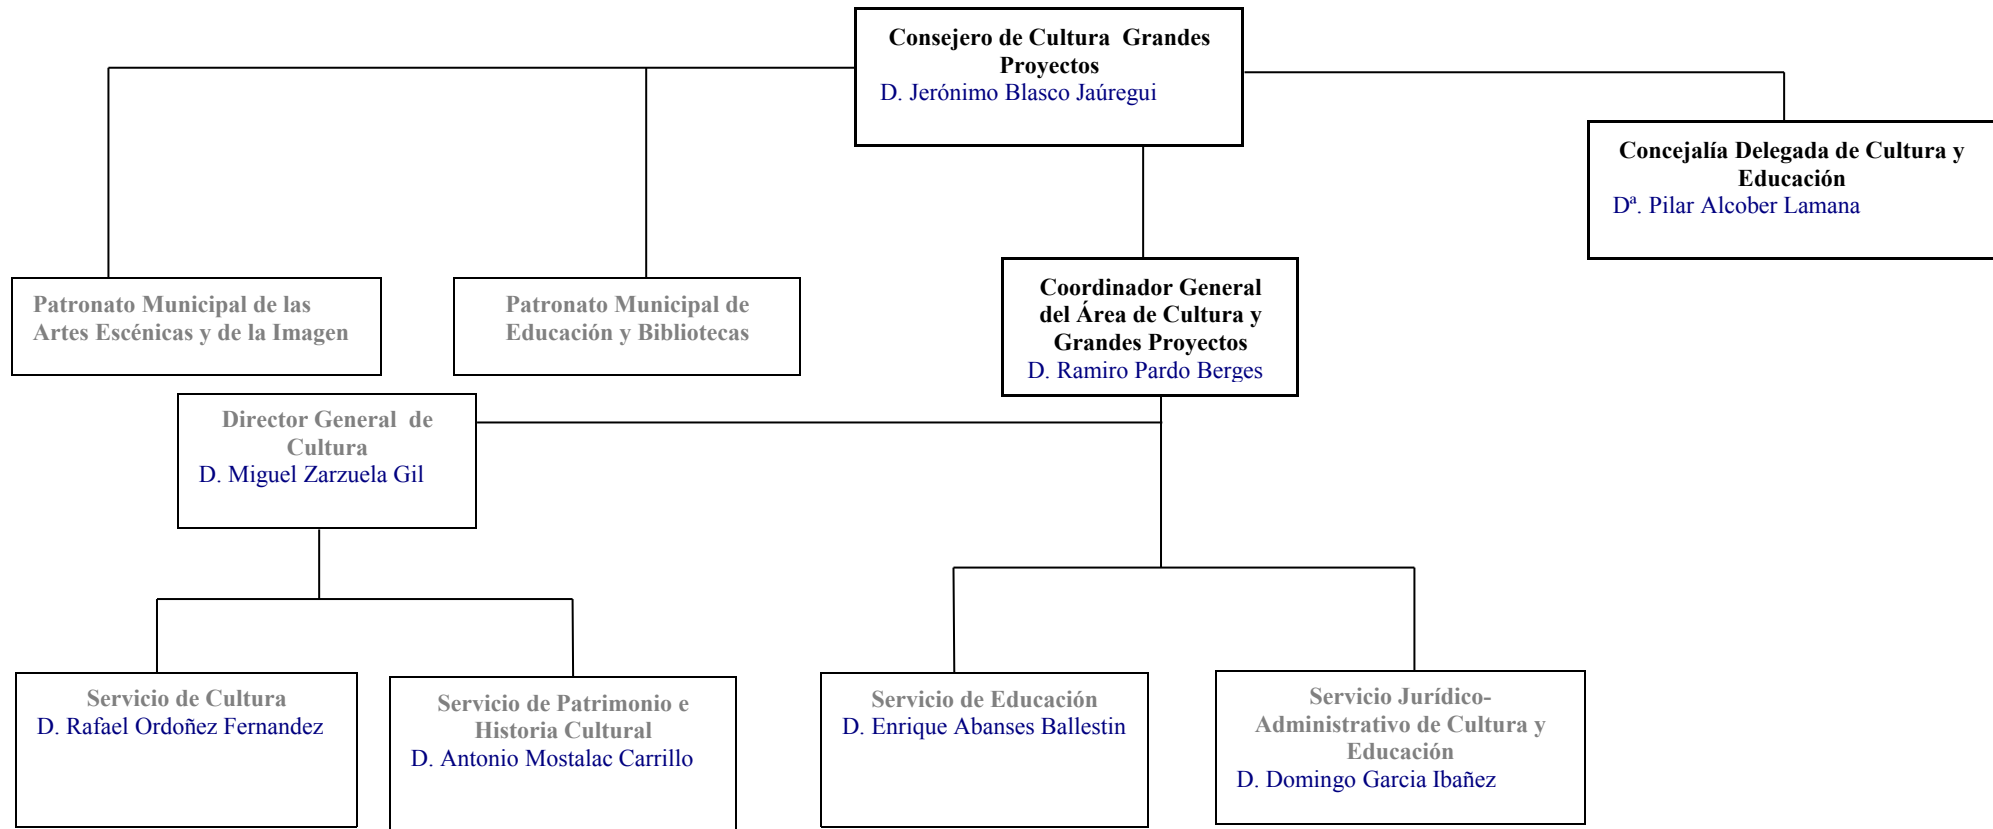 Consejero de Cultura  Grandes
Proyectos
D. Jerónimo Blasco Jaúregui
Concejalía Delegada de Cultura y
Educación
Dª. Pilar Alcober Lamana
Patronato Municipal de las
Artes Escénicas y de la Imagen
Patronato Municipal de
Educación y Bibliotecas
Coordinador General
del Área de Cultura y
Grandes Proyectos
D. Ramiro Pardo Berges
Director General  de
Cultura
D. Miguel Zarzuela Gil
Servicio de Cultura
D. Rafael Ordoñez Fernandez
Servicio de Patrimonio e
Historia Cultural
D. Antonio Mostalac Carrillo
Servicio de Educación
D. Enrique Abanses Ballestin
Servicio Jurídico-
Administrativo de Cultura y
Educación
D. Domingo Garcia Ibañez